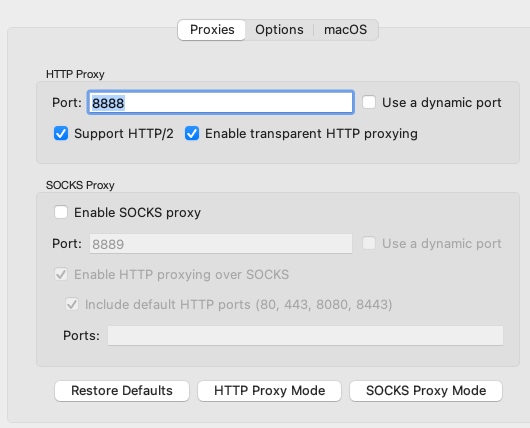 Proxies Options macOS
HTTP Proxy
Port: 8888 Use a dynamic port
Support HTTP/2 Enable transparent HTTP proxying
SOCKS Proxy
Enable SOCKS proxy
Port: 8889 Use a dynamic port
Enable HTTP proxying over SOCKS
Include default HTTP ports (80, 443, 8080, 8443)
Ports:
Restore Defaults HTTP Proxy Mode SOCKS Proxy Mode